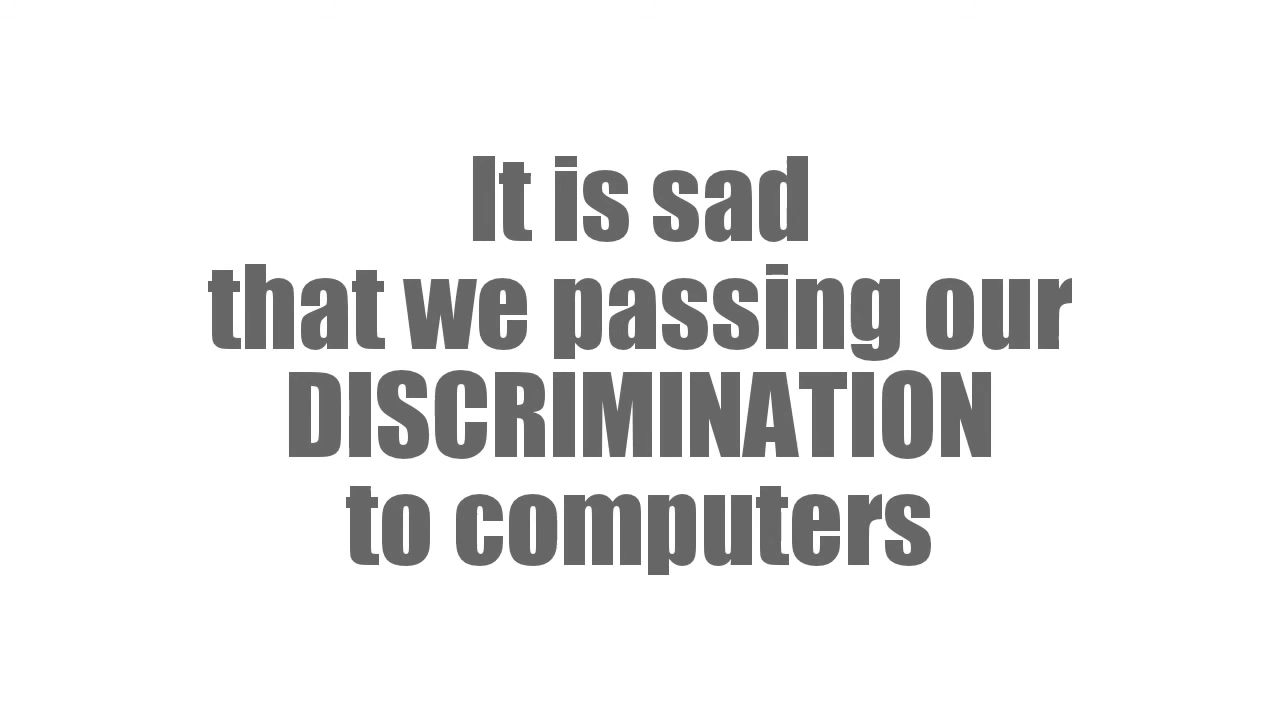 It is sad
that we passing our
DISCRIMINATION
to computers